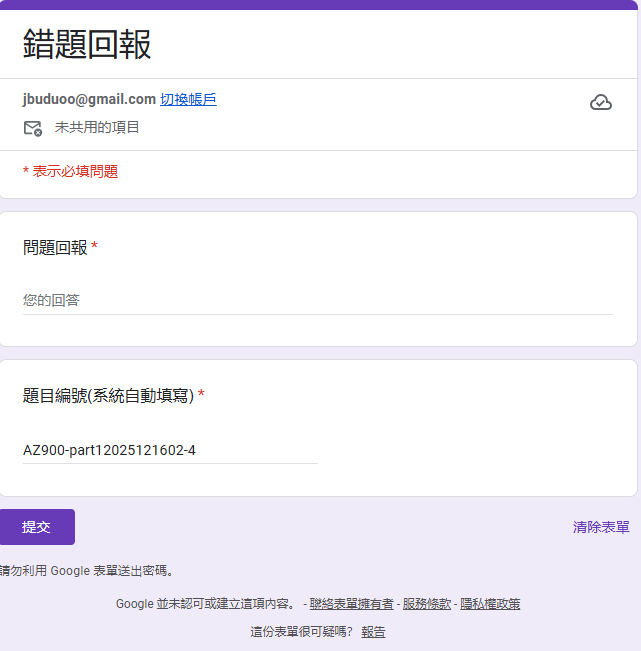 錯題回報
jbuduoo@gmail.com 切換帳戶
未共用的項目
* 表示必填問題
問題回報 *
您的回答
題目編號(系統自動填寫) *
AZ900-part12025121602-4
提交
清除表單
請勿利用 Google 表單送出密碼。
Google 並未認可或建立這項內容。 - 聯絡表單擁有者 - 服務條款 - 隱私權政策
這份表單很可疑嗎? 報告